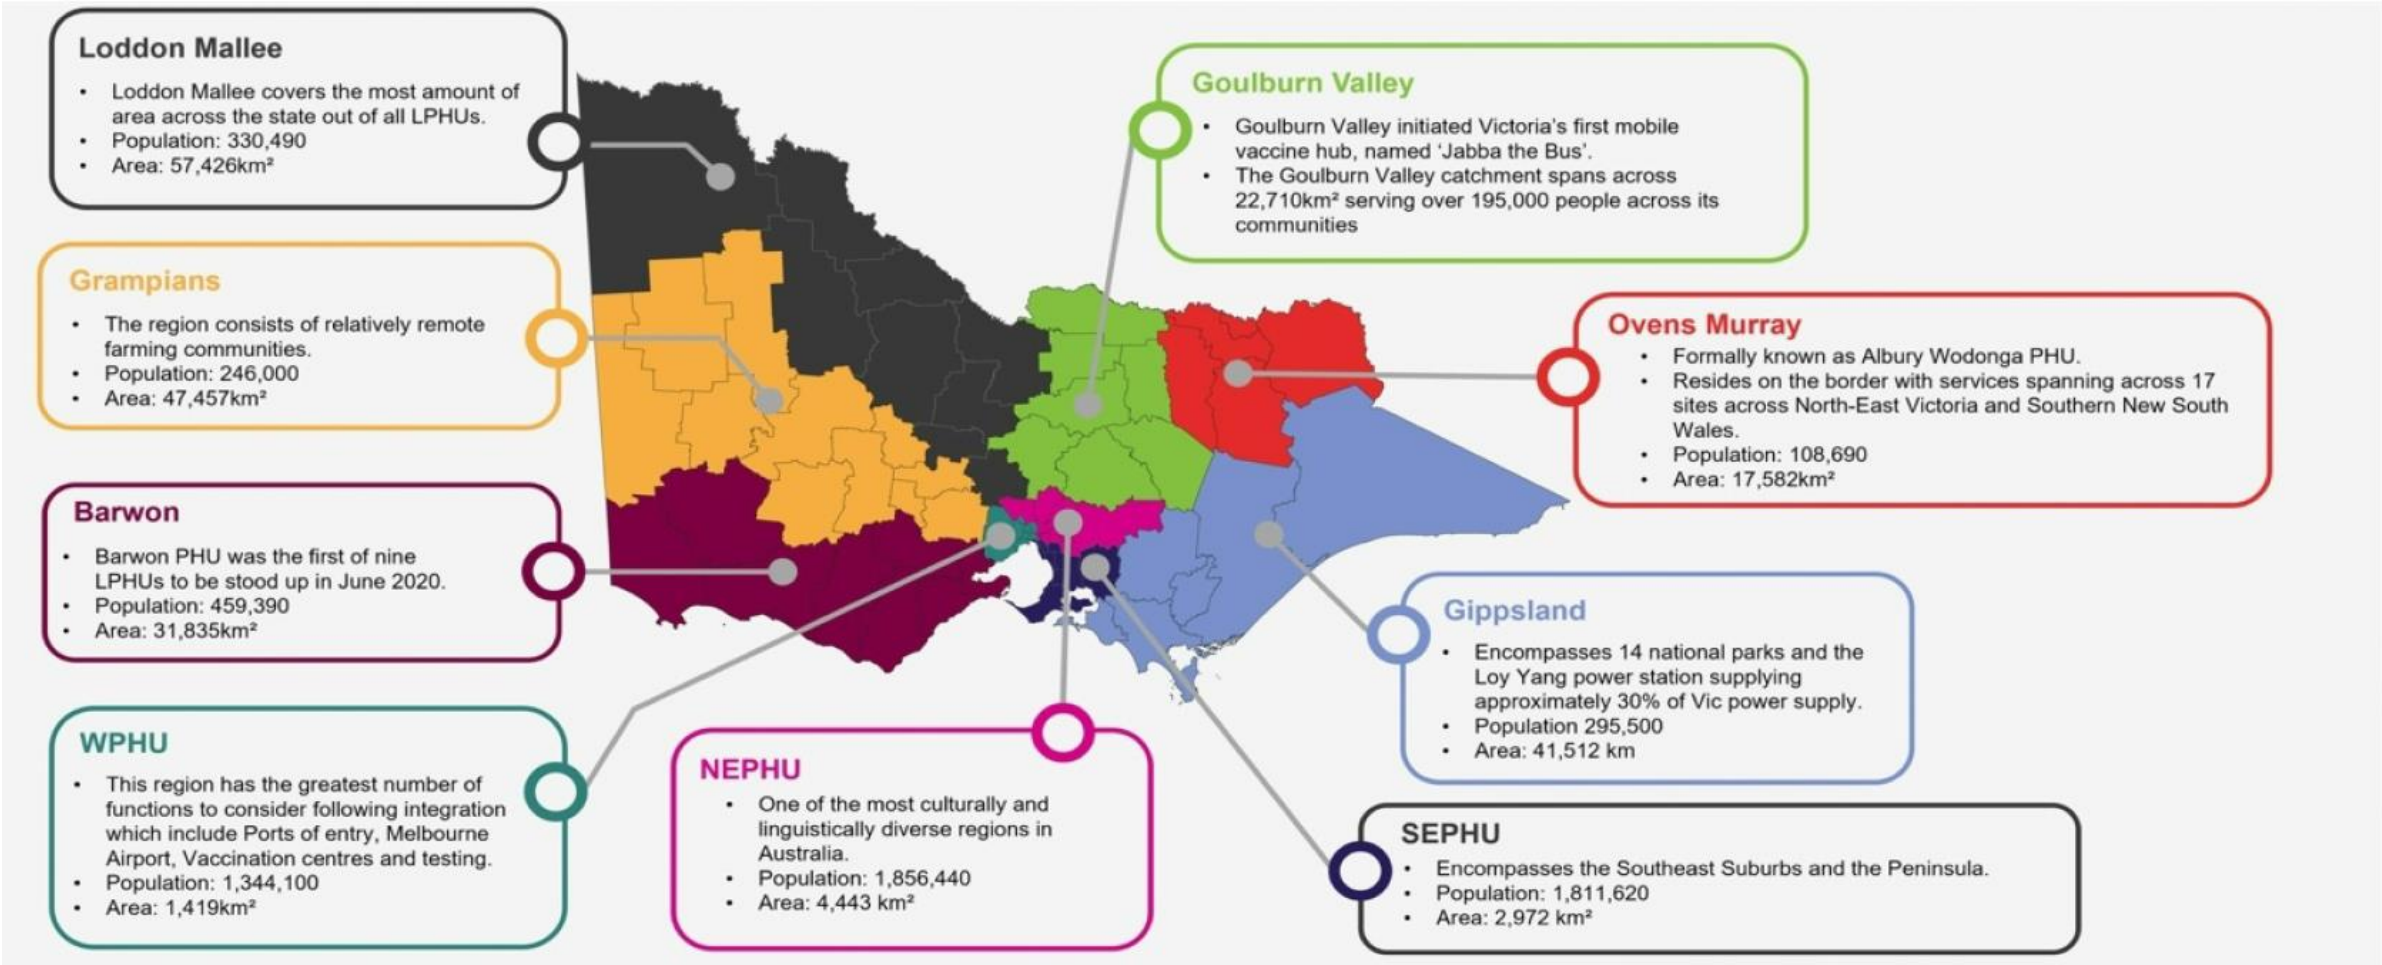 Loddon Mallee
• Loddon Mallee covers the most amount of
area across the state out of all LPHUs.
• Population: 330,490
• Area: 57,426km²
Grampians
• The region consists of relatively remote
farming communities.
• Population: 246,000
• Area: 47,457km²
Barwon
• Barwon PHU was the first of nine
LPHUs to be stood up in June 2020.
• Population: 459,390
• Area: 31,835km²
WPHU
• This region has the greatest number of
functions to consider following integration
which include Ports of entry, Melbourne
Airport, Vaccination centres and testing.
• Population: 1,344,100
• Area: 1,419km²
NEPHU
• One of the most culturally and
linguistically diverse regions in
Australia.
• Population: 1,856,440
• Area: 4,443 km²
Goulburn Valley
• Goulburn Valley initiated Victoria's first mobile
vaccine hub, named ‘Jabba the Bus’.
• The Goulburn Valley catchment spans across
22,710km² serving over 195,000 people across its
communities
Ovens Murray
• Formally known as Albury Wodonga PHU.
• Resides on the border with services spanning across 17
sites across North-East Victoria and Southern New South
Wales.
• Population: 108,690
• Area: 17,582km²
Gippsland
• Encompasses 14 national parks and the
Loy Yang power station supplying
approximately 30% of Vic power supply.
• Population 295,500
• Area: 41,512 km
SEPHU
• Encompasses the Southeast Suburbs and the Peninsula.
• Population: 1,811,620
• Area: 2,972 km²